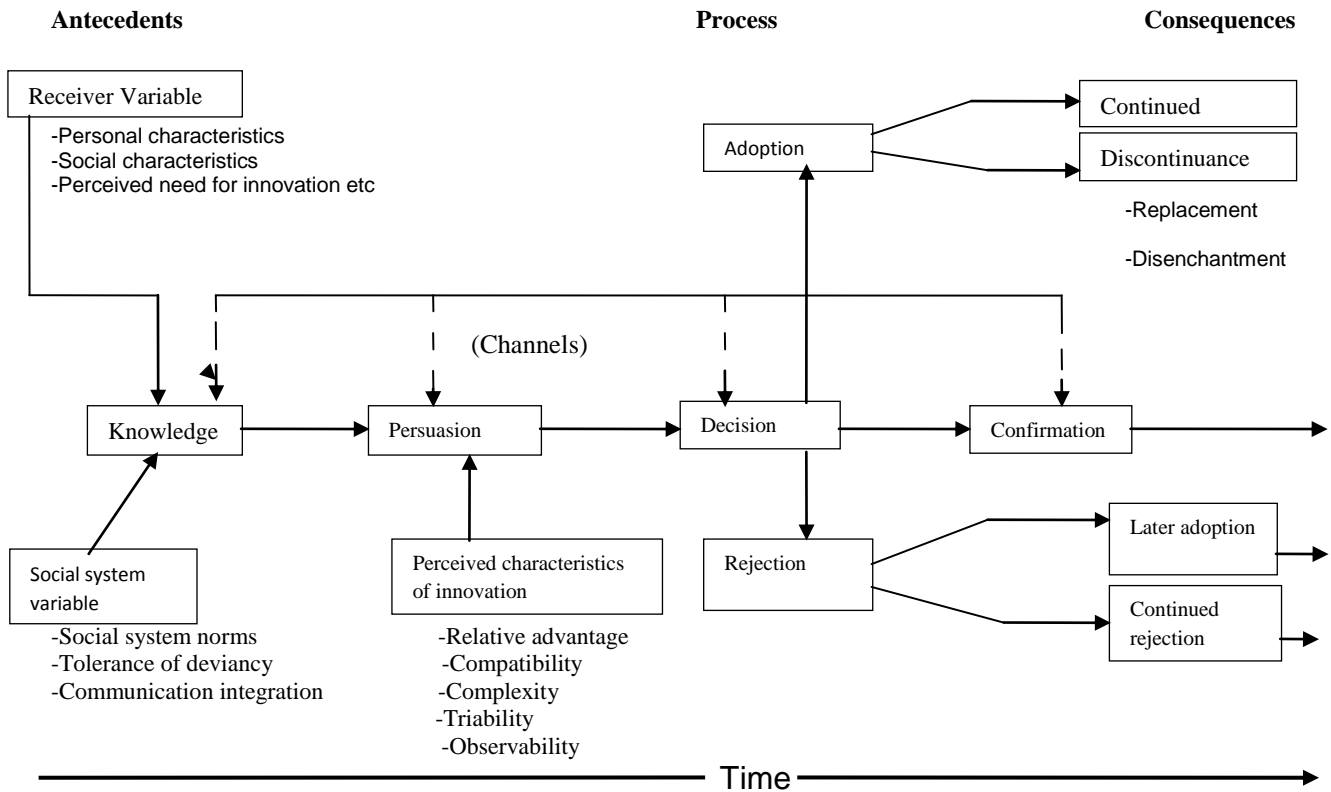 Antecedents
Process
Consequences
Receiver Variable
-Personal characteristics
-Social characteristics
-Perceived need for innovation etc
Adoption
Continued
Discontinuance
-Replacement
-Disenchantment
(Channels)
Knowledge
Persuasion
Decision
Confirmation
Social system
variable
-Social system norms
-Tolerance of deviancy
-Communication integration
Perceived characteristics
of innovation
-Relative advantage
-Compatibility
-Complexity
-Triability
-Observability
Rejection
Later adoption
Continued
rejection
Time